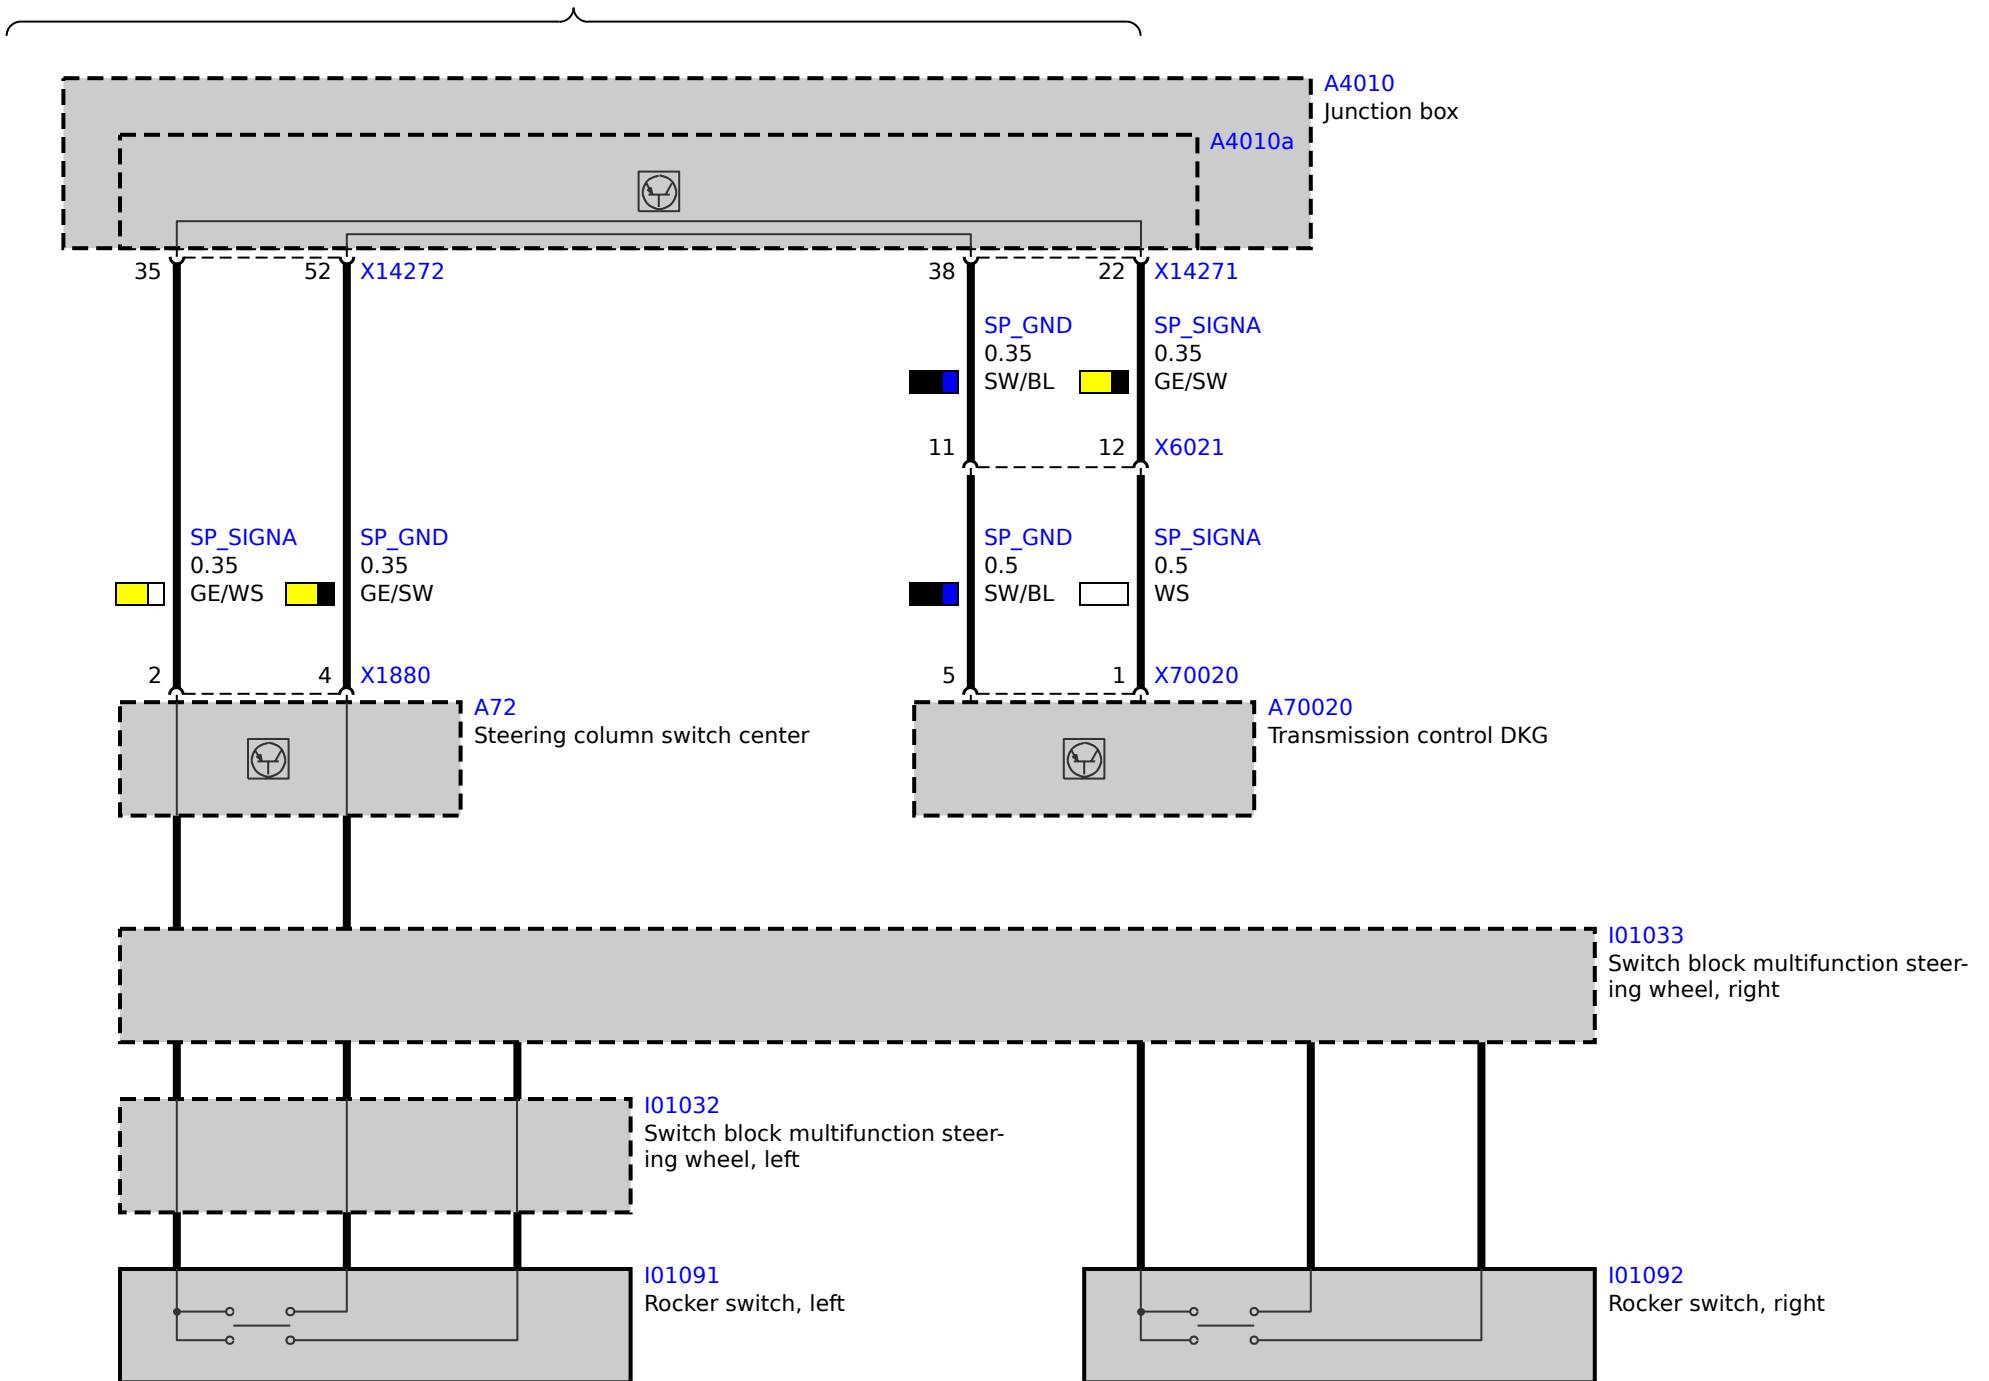 A4010
Junction box
A4010a
35 52 X14272 38 22 X14271
SP_GND SP_SIGNA
0.35 0.35
SW/BL GE/SW
11 12 X6021
SP_SIGNA SP_GND SP_GND SP_SIGNA
0.35 0.35 0.5 0.5
GE/WS GE/SW SW/BL WS
2 4 X1880 5 1 X70020
A72 A70020
Steering column switch center Transmission control DKG
I01033
Switch block multifunction steer-
ing wheel, right
I01032
Switch block multifunction steer-
ing wheel, left
I01091 I01092
Rocker switch, left Rocker switch, right